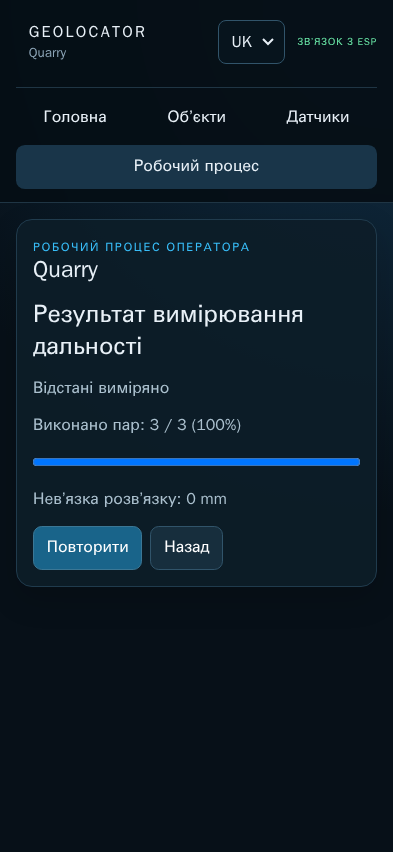 GEOLOCATOR
Quarry
UK
ЗВ'ЯЗОК З ESP
Головна
Об'єкти
Датчики
Робочий процес
РОБОЧИЙ ПРОЦЕС ОПЕРАТОРА
Quarry
Результат вимірювання
дальності
Відстані виміряно
Виконано пар: 3 / 3 (100%)
Нев'язка розв'язку: 0 mm
Повторити
Назад